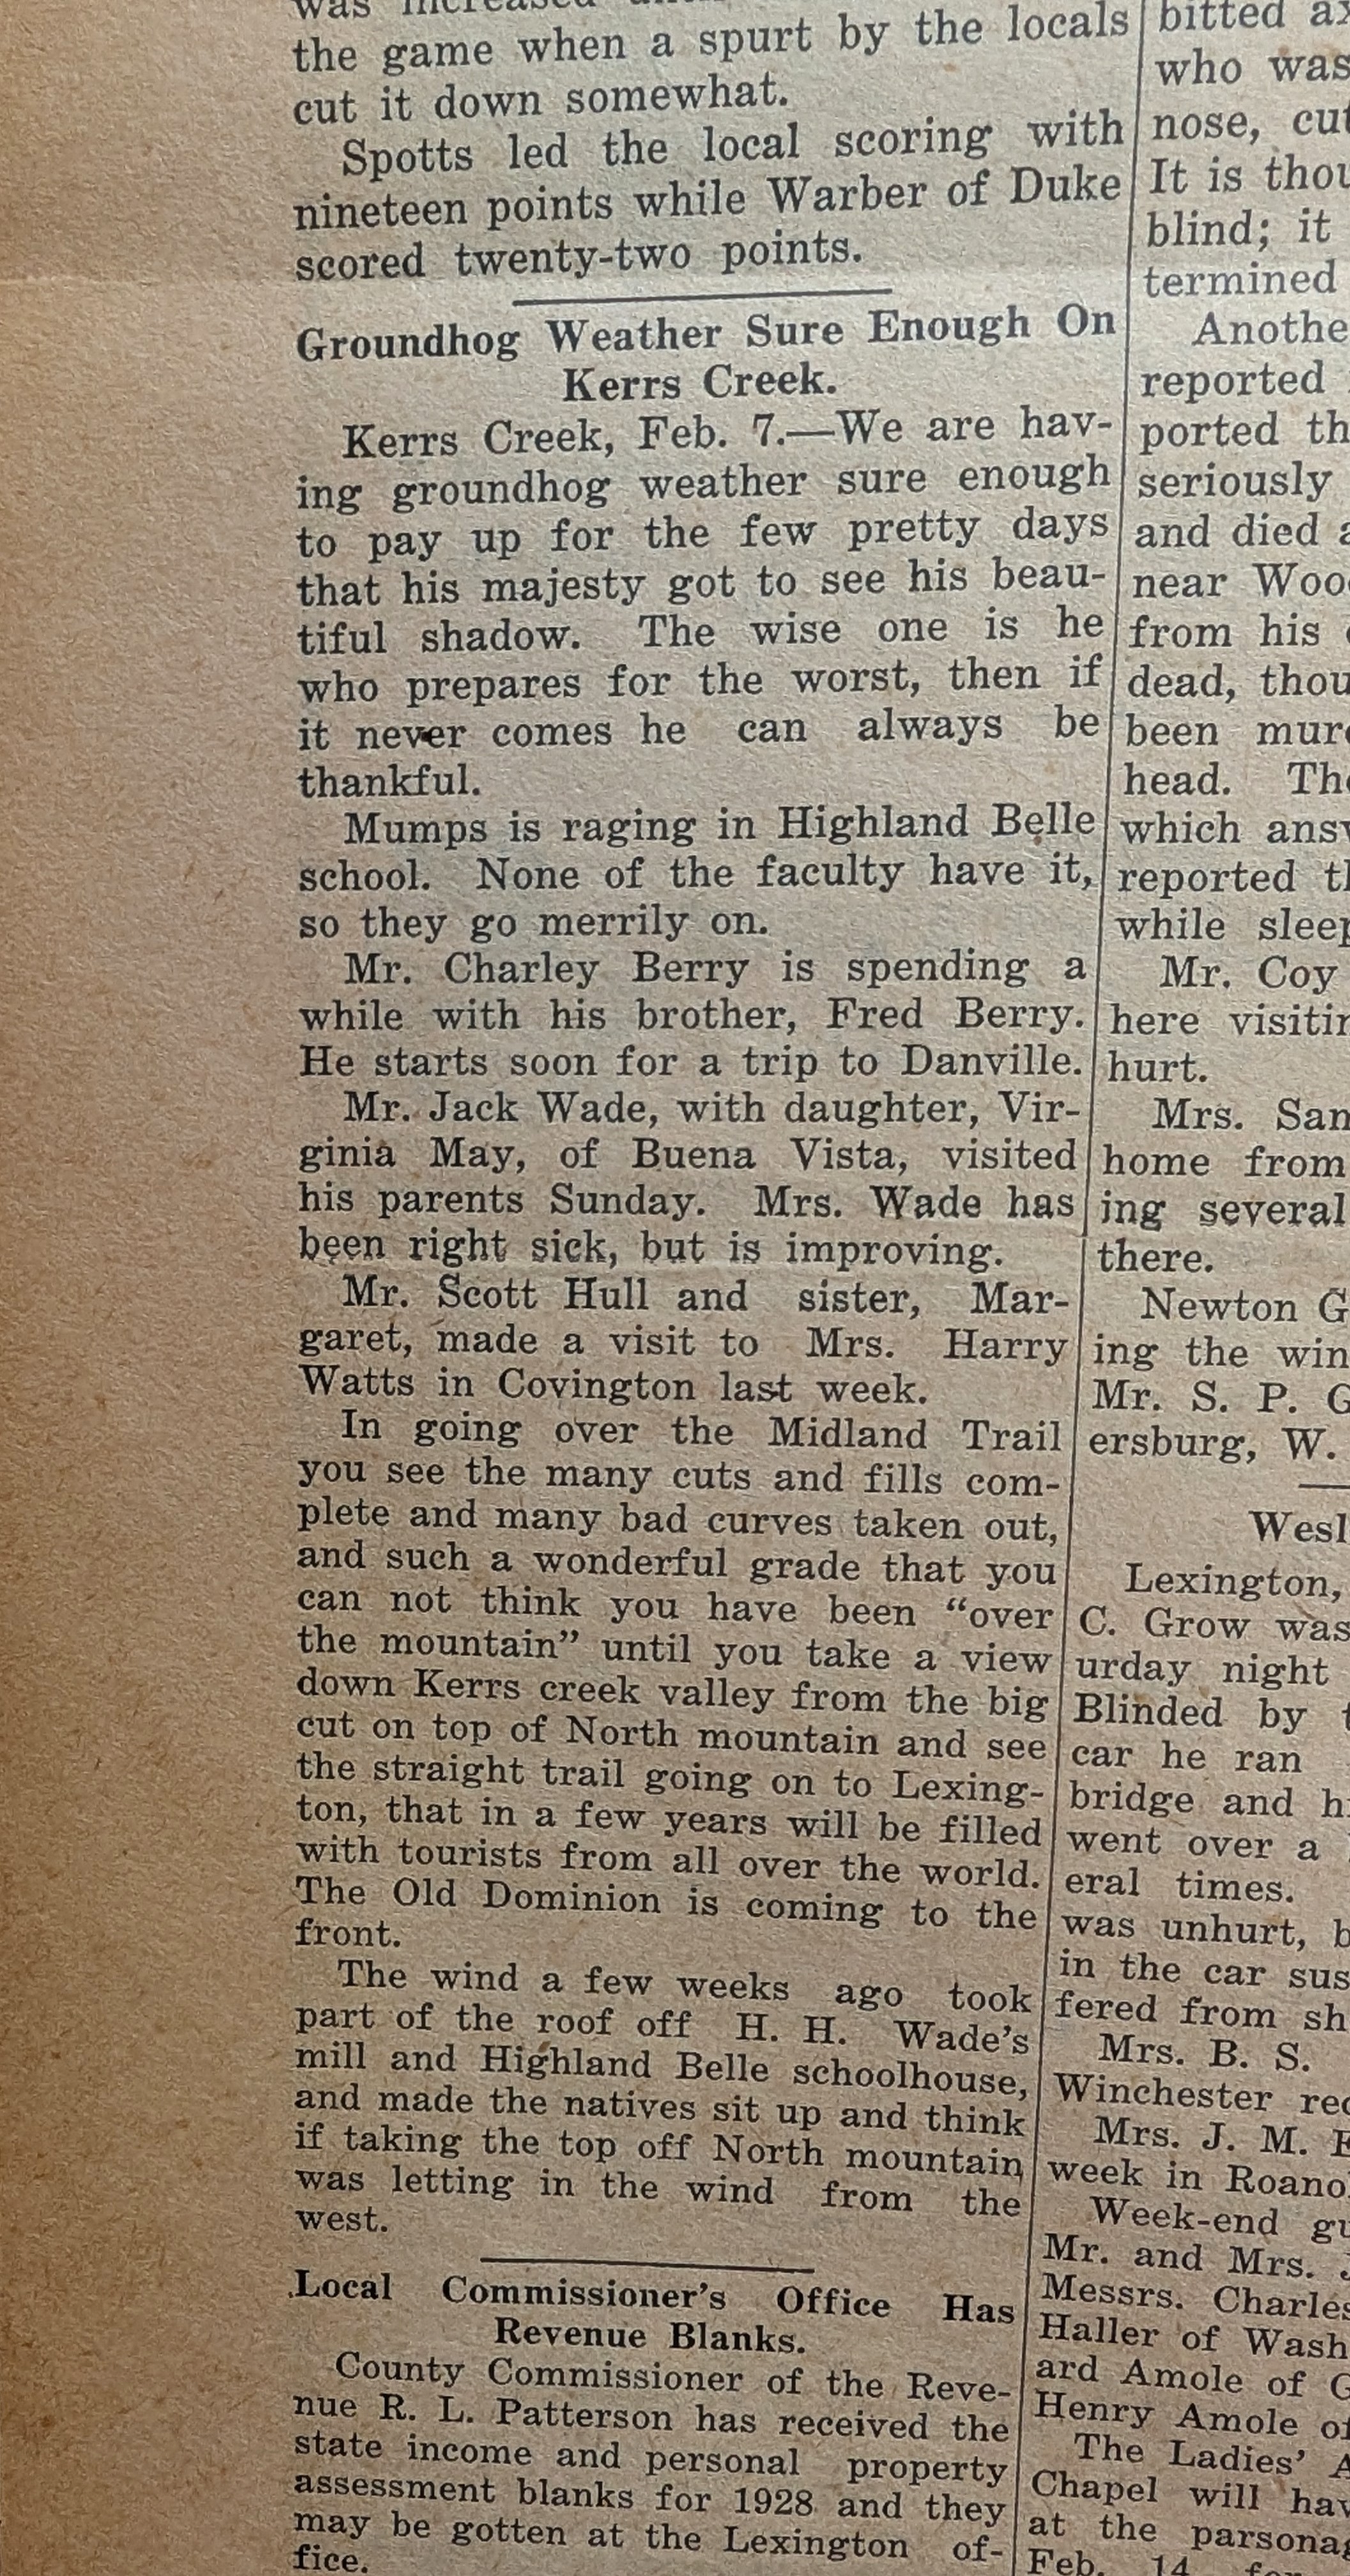 was increased
the game when a spurt by the locals
cut it down somewhat.
Spotts led the local scoring with
nineteen points while Warber of Duke
scored twenty-two points.
Groundhog Weather Sure Enough On
Kerrs Creek.
Kerrs Creek, Feb. 7.—We are hav-
ing groundhog weather sure enough
to pay up for the few pretty days
that his majesty got to see his beau-
tiful shadow. The wise one is he
who prepares for the worst, then if
it never comes he can always be
thankful.
Mumps is raging in Highland Belle
school. None of the faculty have it,
so they go merrily on.
Mr. Charley Berry is spending a
while with his brother, Fred Berry.
He starts soon for a trip to Danville.
Mr. Jack Wade, with daughter, Vir-
ginia May, of Buena Vista, visited
his parents Sunday. Mrs. Wade has
been right sick, but is improving.
Mr. Scott Hull and sister, Mar-
garet, made a visit to Mrs. Harry
Watts in Covington last week.
In going over the Midland Trail
you see the many cuts and fills com-
plete and many bad curves taken out,
and such a wonderful grade that you
can not think you have been “over
the mountain” until you take a view
down Kerrs creek valley from the big
cut on top of North mountain and see
the straight trail going on to Lexing-
ton, that in a few years will be filled
with tourists from all over the world.
The Old Dominion is coming to the
front.
The wind a few weeks ago took
part of the roof off H. H. Wade’s
mill and Highland Belle schoolhouse,
and made the natives sit up and think
if taking the top off North mountain
was letting in the wind from the
west.
Local Commissioner’s Office Has
Revenue Blanks.
County Commissioner of the Reve-
nue R. L. Patterson has received the
state income and personal property
assessment blanks for 1928 and they
may be gotten at the Lexington of-
fice.
bitted
who was
nose, cut
It is
blind; it
termined
reported
ported
seriously
and died
near
from his
dead,
been
head.
which
reported
while
Mr. Coy
here
hurt.
Mrs.
home from
ing several
there.
Newton
ing the
Mr. S. P.
ersburg, W.
Lexington,
C. Grow was
urday night
Blinded by
car he ran
bridge and
went over a
eral times.
was unhurt,
in the car
fered from
Mrs. B. S.
Winchester
Mrs. J. M.
week in
Week-end
Mr. and Mrs.
Messrs.
Haller of
ard Amole of
Henry Amole
The Ladies’
Chapel will
at the
Feb. 14